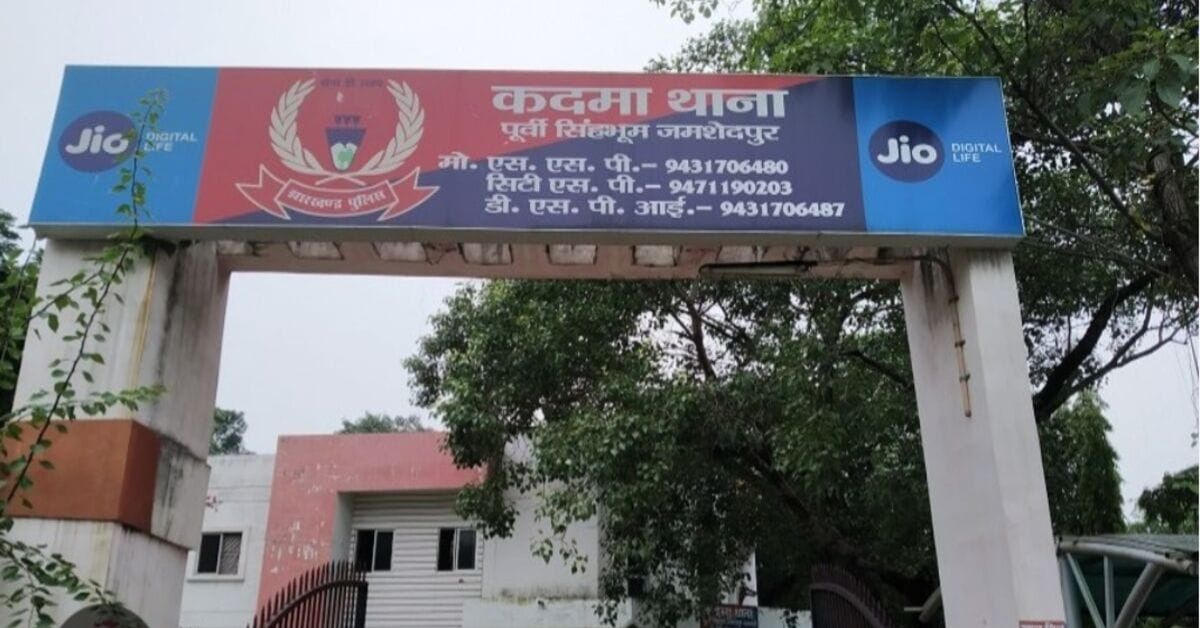 Jio DIGITAL LIFE
झारखण्ड पुलिस
कदमा थाना
पूर्वी सिंहभूम जमशेदपुर
मो. एस. एस. पी.– 9431706480
सिटी एस. पी.– 9471190203
डी. एस. पी. आई.– 9431706487
Jio DIGITAL LIFE